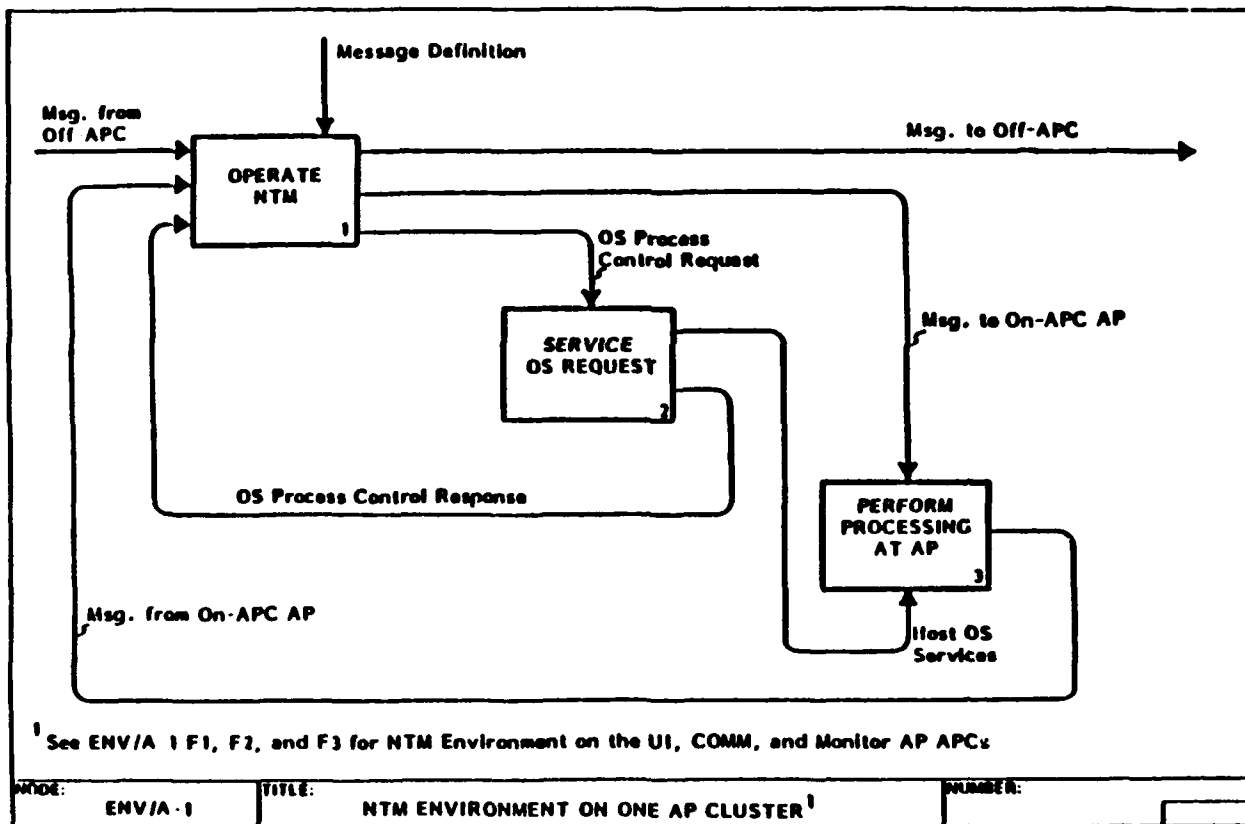 Message Definition
Msg. from
Off APC
Msg. to Off-APC
OPERATE
NTM
1
OS Process
Control Request
Msg. to On-APC AP
SERVICE
OS REQUEST
2
OS Process Control Response
PERFORM
PROCESSING
AT AP
3
Msg. from On-APC AP
Host OS
Services
1 See ENV/A 1 F1, F2, and F3 for NTM Environment on the UI, COMM, and Monitor AP APCs
NODE:
ENV/A-1
TITLE:
NTM ENVIRONMENT ON ONE AP CLUSTER1
NUMBER: